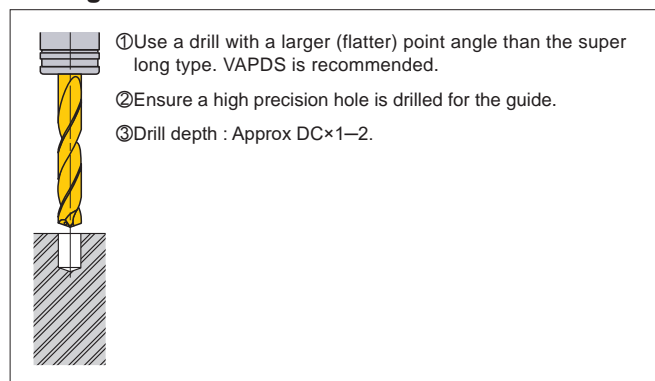 ①Use a drill with a larger (flatter) point angle than the super
long type. VAPDS is recommended.
②Ensure a high precision hole is drilled for the guide.
③Drill depth : Approx DC×1─2.